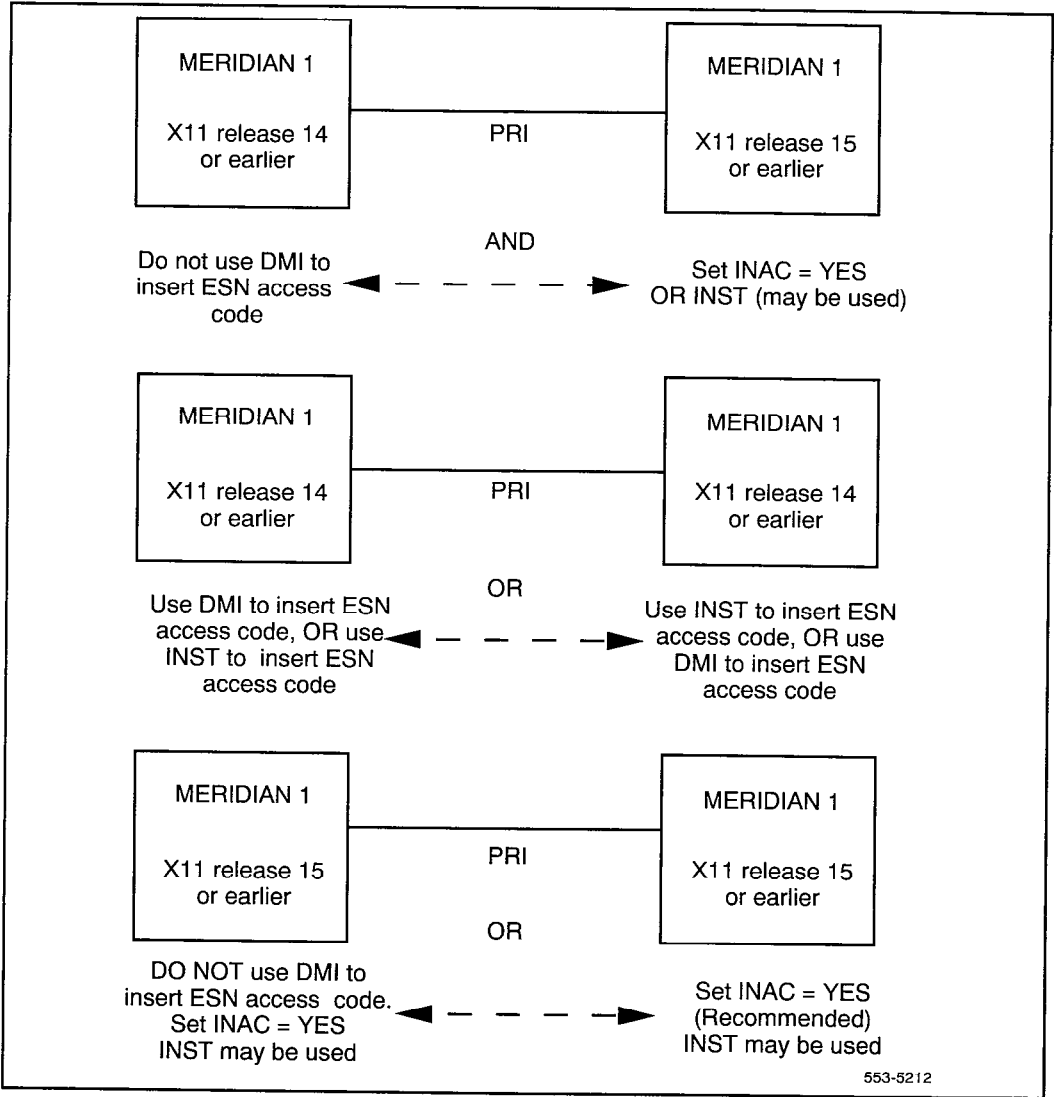 MERIDIAN 1
X11 release 14
or earlier
PRI
MERIDIAN 1
X11 release 15
or earlier
Do not use DMI to
insert ESN access
code
AND
Set INAC = YES
OR INST (may be used)
MERIDIAN 1
X11 release 14
or earlier
PRI
MERIDIAN 1
X11 release 14
or earlier
Use DMI to insert ESN
access code, OR use
INST to insert ESN
access code
OR
Use INST to insert ESN
access code, OR use
DMI to insert ESN
access code
MERIDIAN 1
X11 release 15
or earlier
PRI
MERIDIAN 1
X11 release 15
or earlier
OR
DO NOT use DMI to
insert ESN access code.
Set INAC = YES
INST may be used
Set INAC = YES
(Recommended)
INST may be used
553-5212